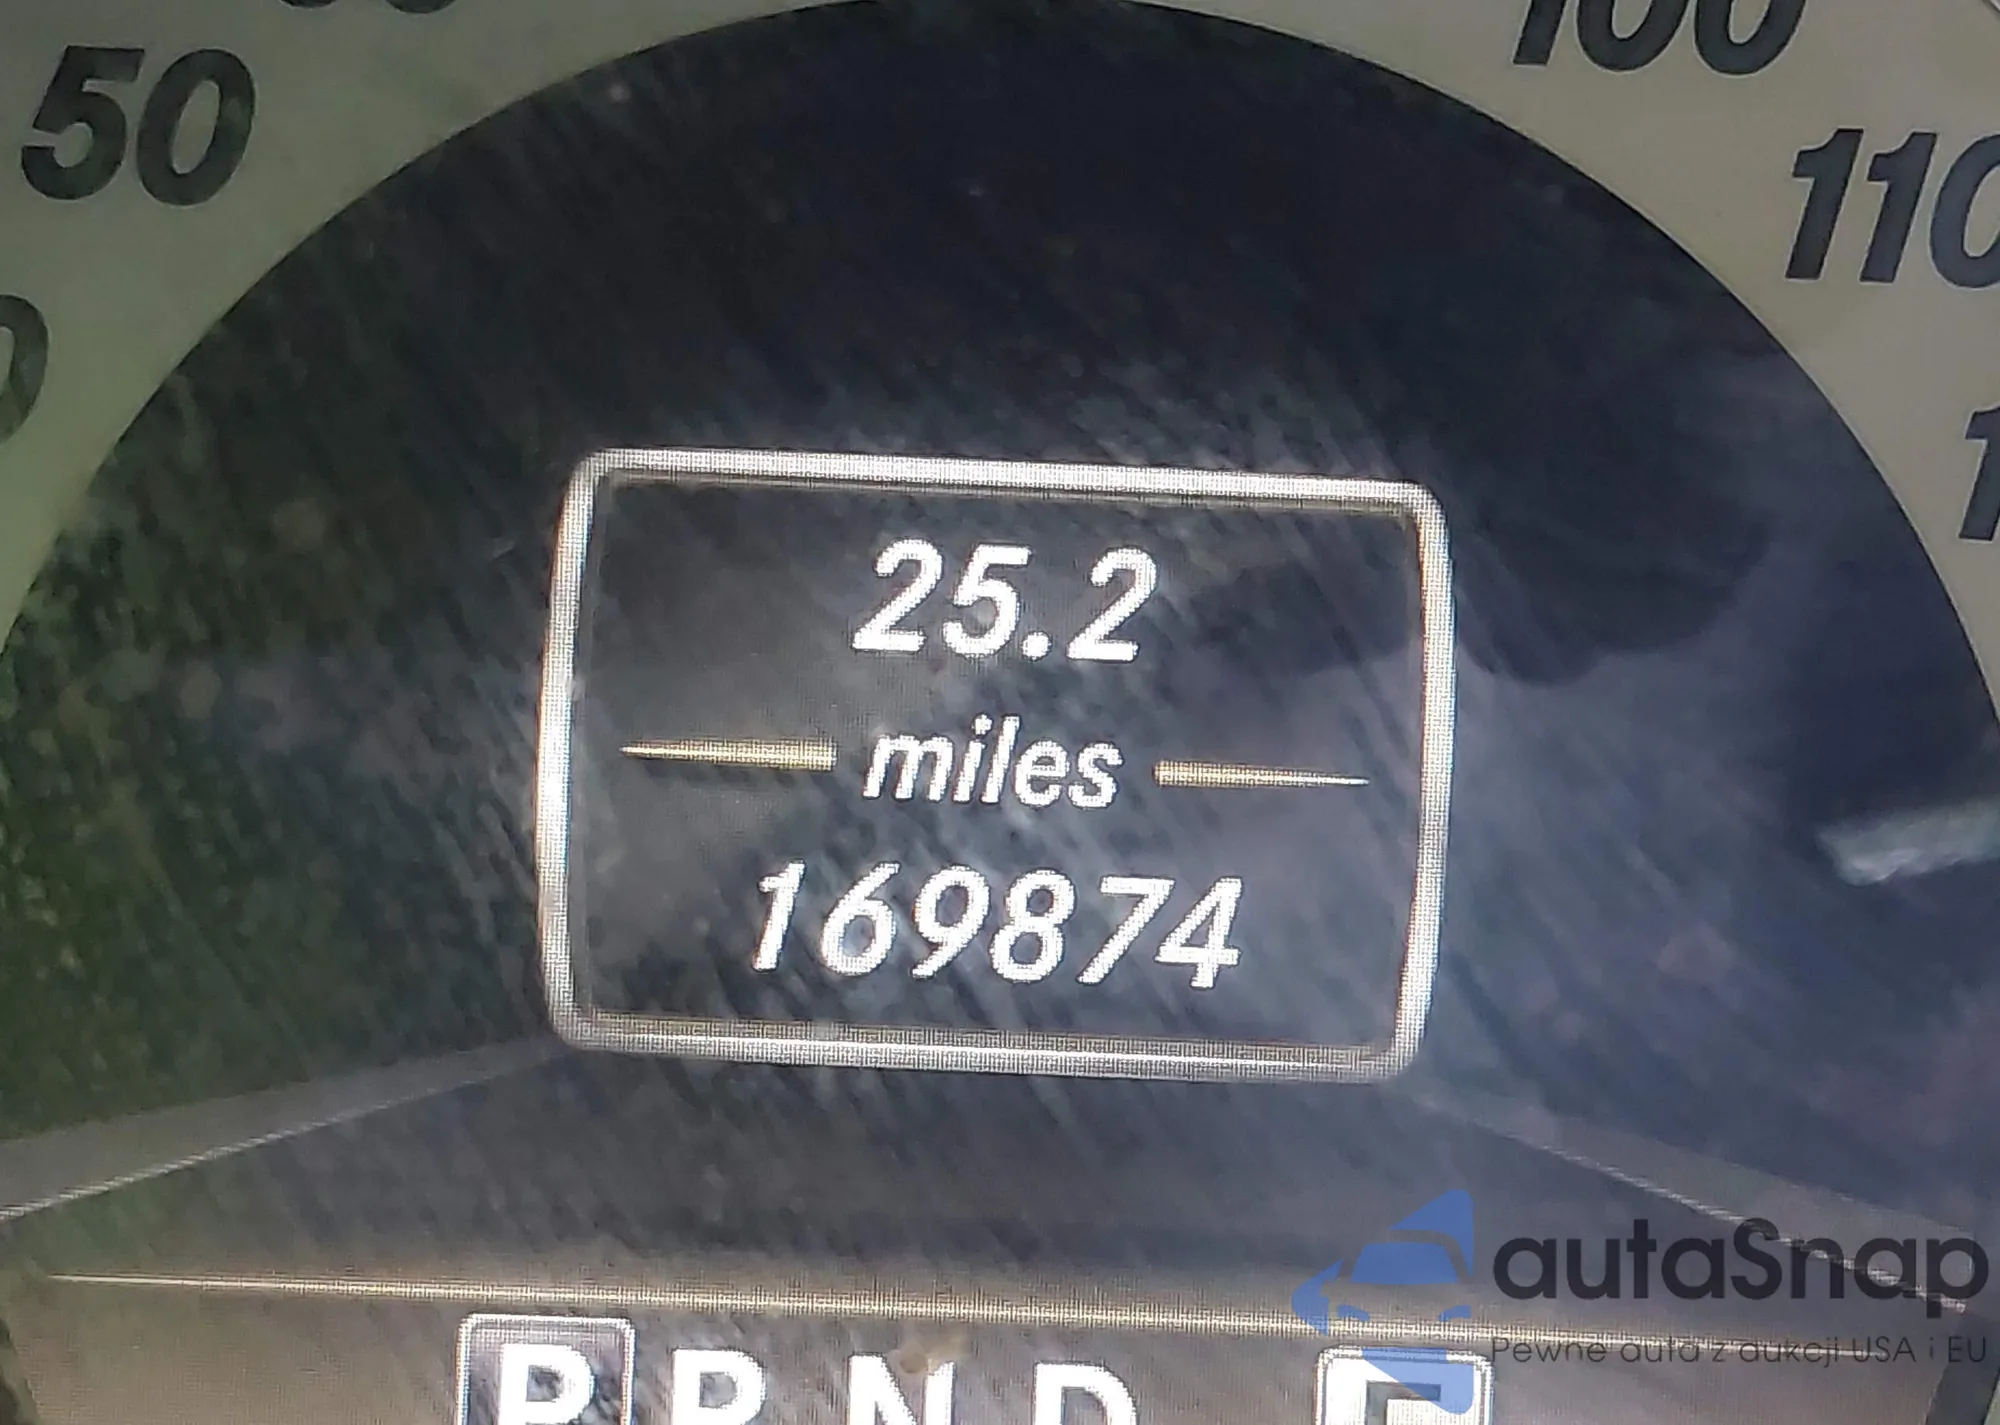 50
100
110
25.2
miles
169874
P R N D
autaSnap
Pewne auta z aukcji USA i EU